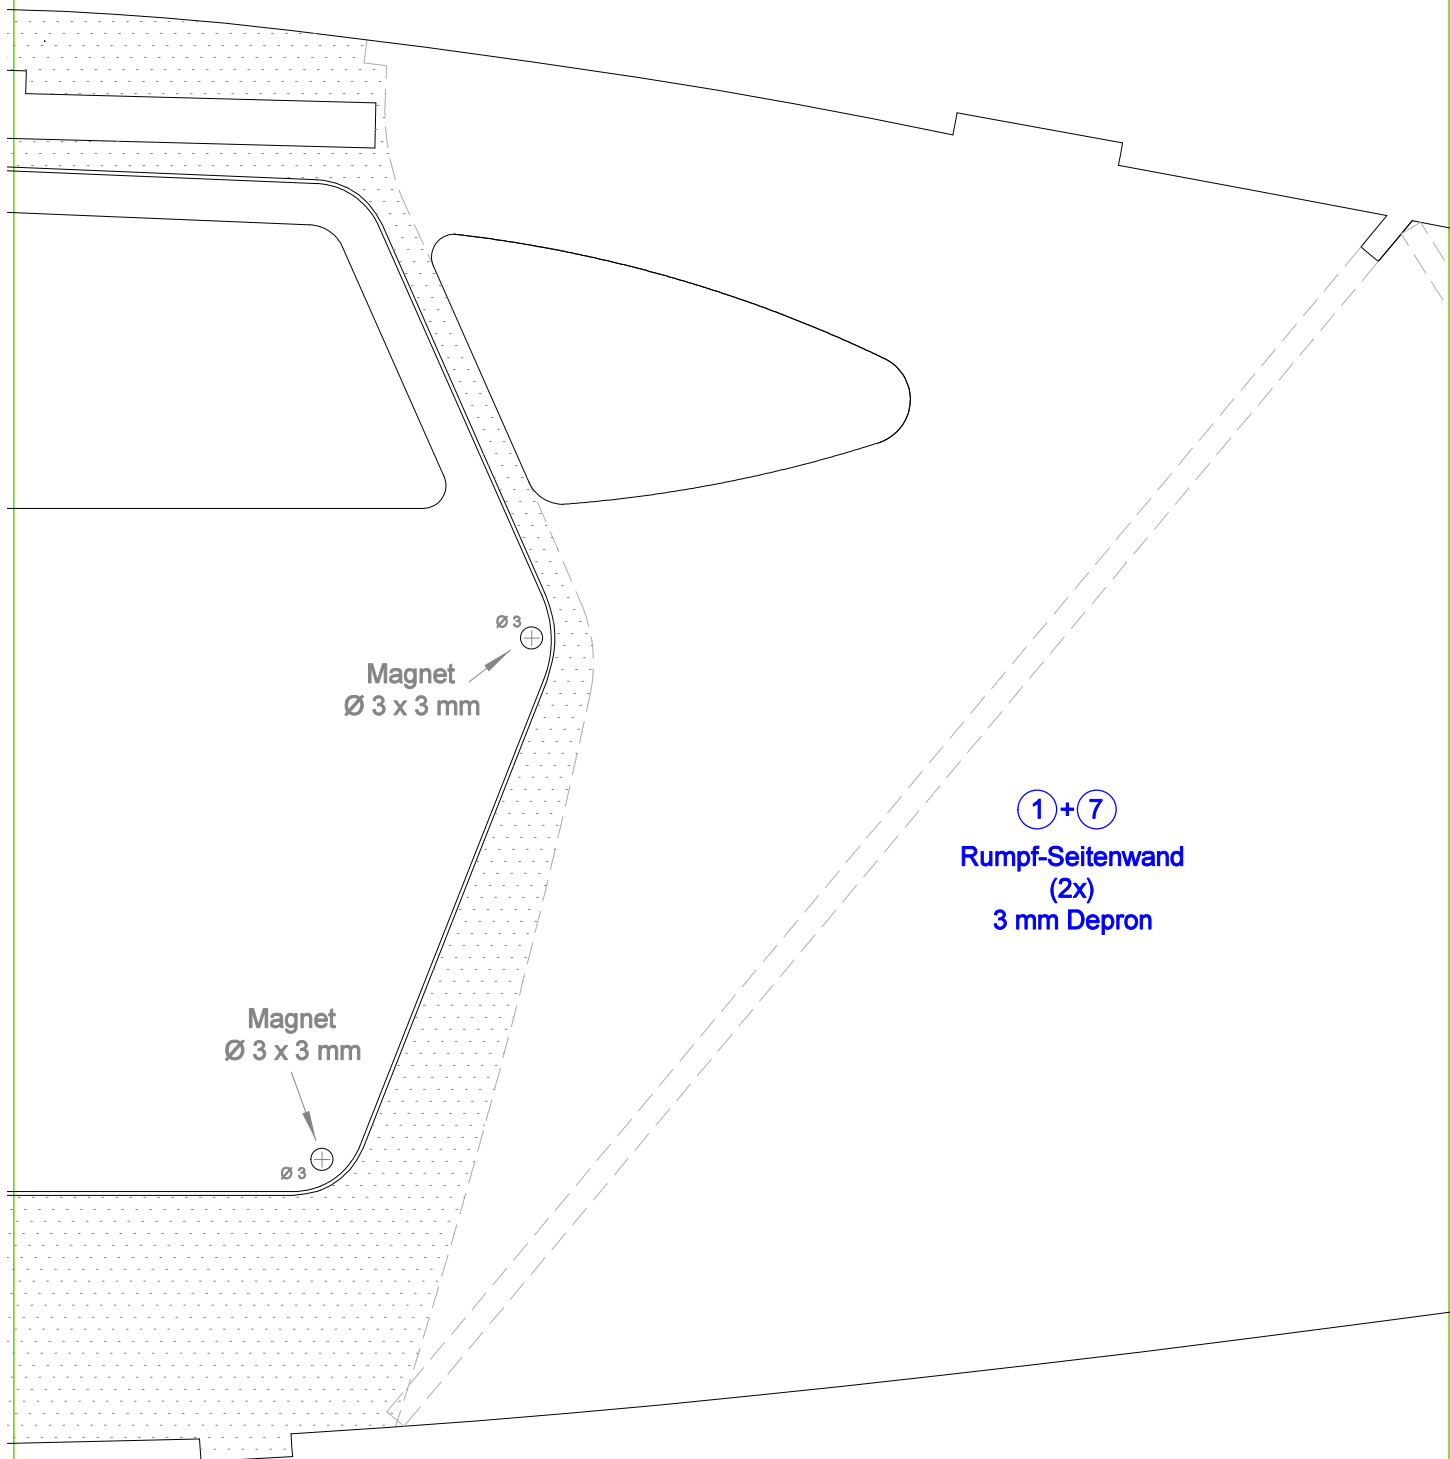 Ø 3
Magnet
Ø 3 x 3 mm
1 + 7
Rumpf-Seitenwand
(2x)
3 mm Depron
Magnet
Ø 3 x 3 mm
Ø 3